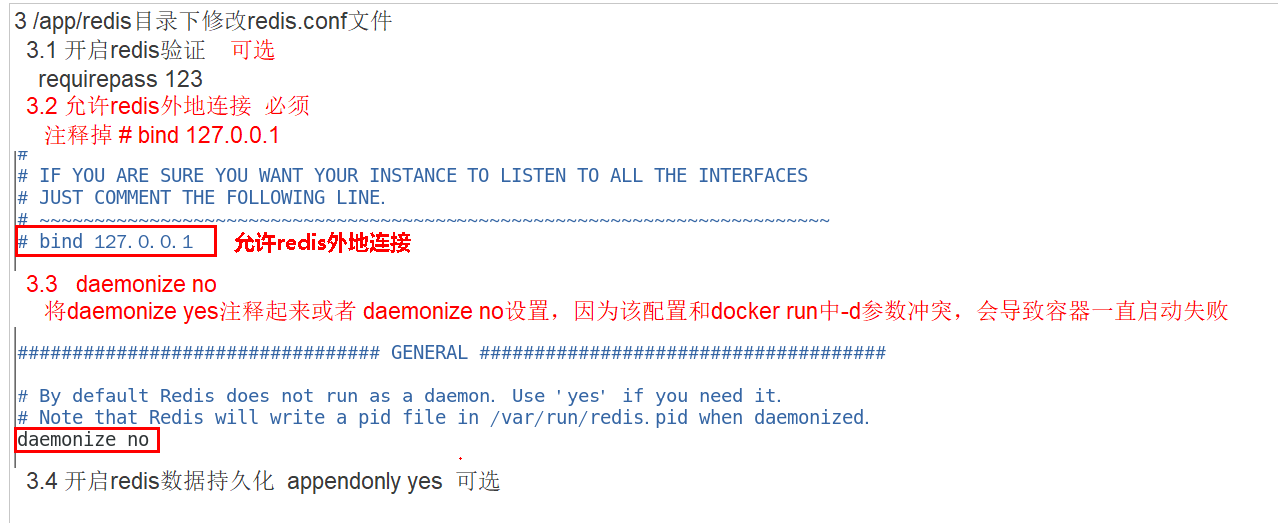 3 /app/redis目录下修改redis.conf文件
3.1 开启redis验证    可选
requirepass 123
3.2 允许redis外地连接  必须
注释掉 # bind 127.0.0.1
#
# IF YOU ARE SURE YOU WANT YOUR INSTANCE TO LISTEN TO ALL THE INTERFACES
# JUST COMMENT THE FOLLOWING LINE.
# ~~~~~~~~~~~~~~~~~~~~~~~~~~~~~~~~~~~~~~~~~~~~~~~~~~~~~~~~~~~~~~~~~~~~~~~~
# bind 127.0.0.1  允许redis外地连接
3.3   daemonize no
将daemonize yes注释起来或者 daemonize no设置，因为该配置和docker run中-d参数冲突，会导致容器一直启动失败
################################# GENERAL #####################################
# By default Redis does not run as a daemon. Use 'yes' if you need it.
# Note that Redis will write a pid file in /var/run/redis.pid when daemonized.
daemonize no
3.4 开启redis数据持久化  appendonly yes  可选